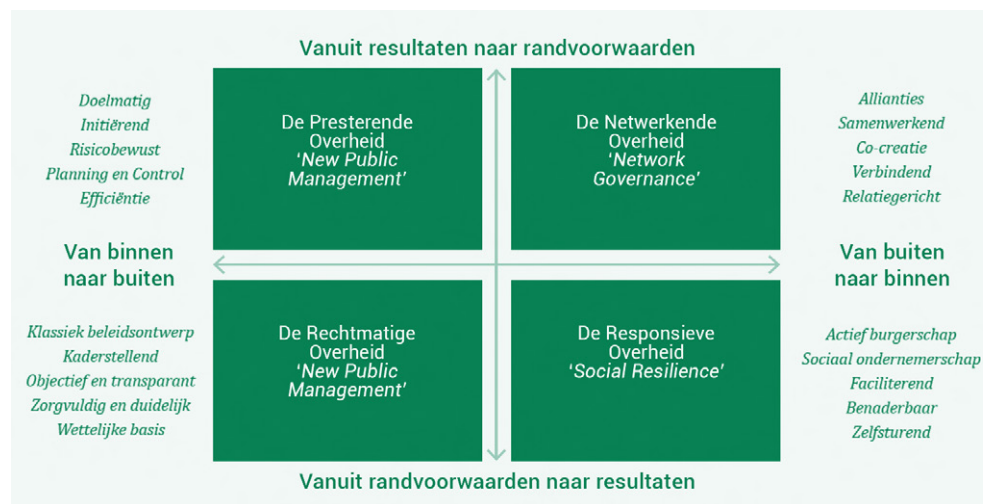 Vanuit resultaten naar randvoorwaarden
Doelmatig
Initiërend
Risicobewust
Planning en Control
Efficiëntie
De Presterende
Overheid
‘New Public
Management’
De Netwerkende
Overheid
‘Network
Governance’
Allianties
Samenwerkend
Co-creatie
Verbindend
Relatiegericht
Van binnen
naar buiten
Van buiten
naar binnen
Klassiek beleidsontwerp
Kaderstellend
Objectief en transparant
Zorgvuldig en duidelijk
Wettelijke basis
De Rechtmatige
Overheid
‘New Public
Management’
De Responsieve
Overheid
‘Social Resilience’
Actief burgerschap
Sociaal ondernemerschap
Faciliterend
Benaderbaar
Zelfsturend
Vanuit randvoorwaarden naar resultaten